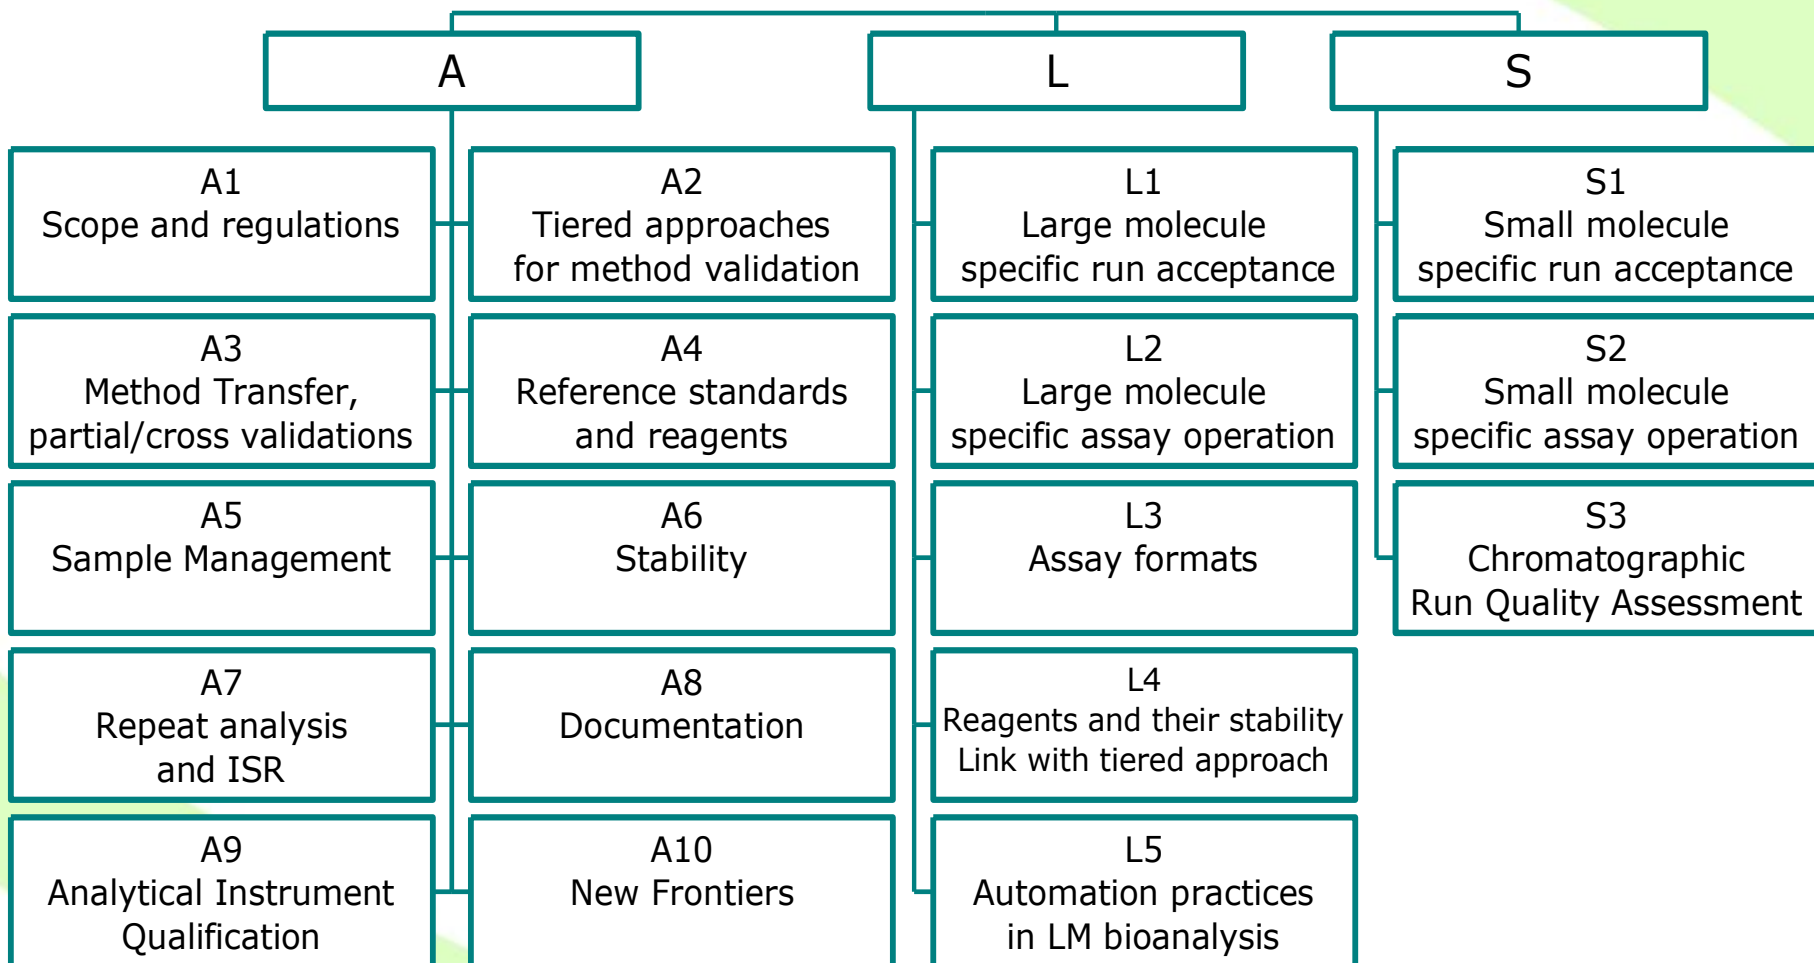 A
L
S
A1
Scope and regulations
A2
Tiered approaches
for method validation
L1
Large molecule
specific run acceptance
S1
Small molecule
specific run acceptance
A3
Method Transfer,
partial/cross validations
A4
Reference standards
and reagents
L2
Large molecule
specific assay operation
S2
Small molecule
specific assay operation
A5
Sample Management
A6
Stability
L3
Assay formats
S3
Chromatographic
Run Quality Assessment
A7
Repeat analysis
and ISR
A8
Documentation
L4
Reagents and their stability
Link with tiered approach
A9
Analytical Instrument
Qualification
A10
New Frontiers
L5
Automation practices
in LM bioanalysis